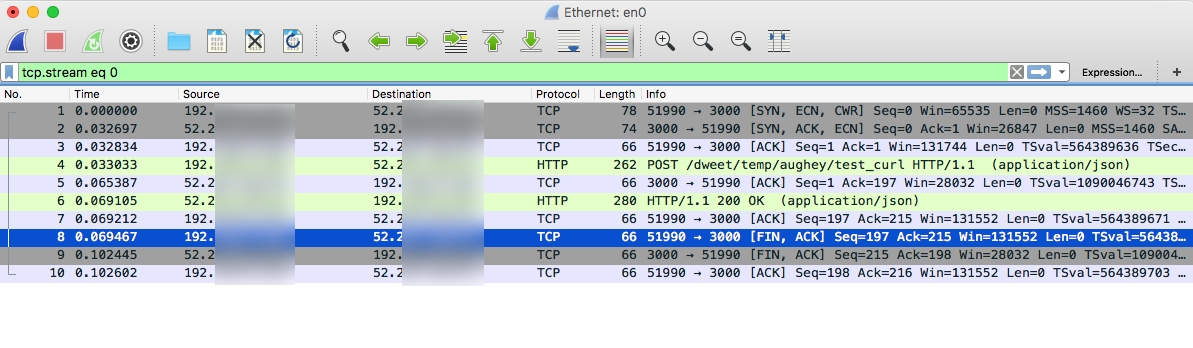 Ethernet: en0
tcp.stream eq 0 Expression... +
No. Time Source Destination Protocol Length Info
1 0.000000 192. 52.2 TCP 78 51990 → 3000 [SYN, ECN, CWR] Seq=0 Win=65535 Len=0 MSS=1460 WS=32 TS...
2 0.032697 52.2 192. TCP 74 3000 → 51990 [SYN, ACK, ECN] Seq=0 Ack=1 Win=26847 Len=0 MSS=1460 SA...
3 0.032834 192. 52.2 TCP 66 51990 → 3000 [ACK] Seq=1 Ack=1 Win=131744 Len=0 TSval=564389636 TSec...
4 0.033033 192. 52.2 HTTP 262 POST /dweet/temp/aughey/test_curl HTTP/1.1 (application/json)
5 0.065387 52.2 192. TCP 66 3000 → 51990 [ACK] Seq=1 Ack=197 Win=28032 Len=0 TSval=1090046743 TS...
6 0.069105 52.2 192. HTTP 280 HTTP/1.1 200 OK (application/json)
7 0.069212 192. 52.2 TCP 66 51990 → 3000 [ACK] Seq=197 Ack=215 Win=131552 Len=0 TSval=564389671 ...
8 0.069467 192. 52.2 TCP 66 51990 → 3000 [FIN, ACK] Seq=197 Ack=215 Win=131552 Len=0 TSval=56438...
9 0.102445 52.2 192. TCP 66 3000 → 51990 [FIN, ACK] Seq=215 Ack=198 Win=28032 Len=0 TSval=109004...
10 0.102602 192. 52.2 TCP 66 51990 → 3000 [ACK] Seq=198 Ack=216 Win=131552 Len=0 TSval=564389703 ...